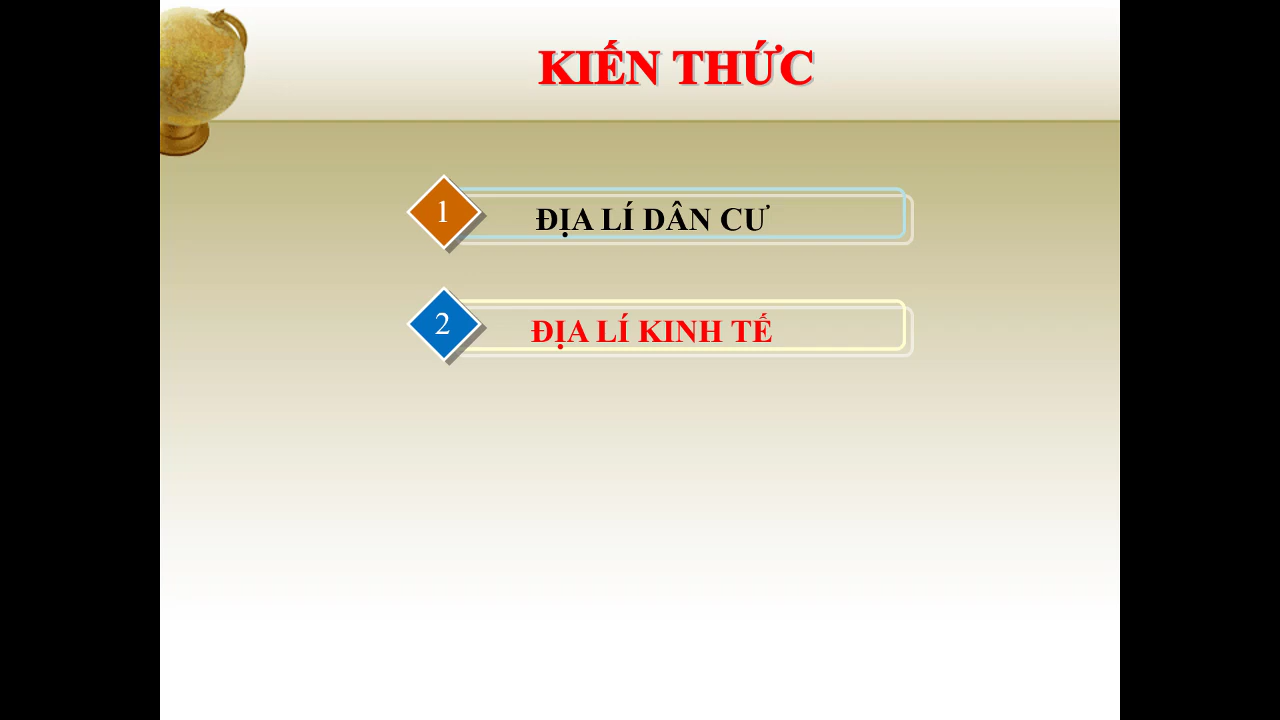 KIẾN THỨC
1
ĐỊA LÍ DÂN CƯ
2
ĐỊA LÍ KINH TẾ